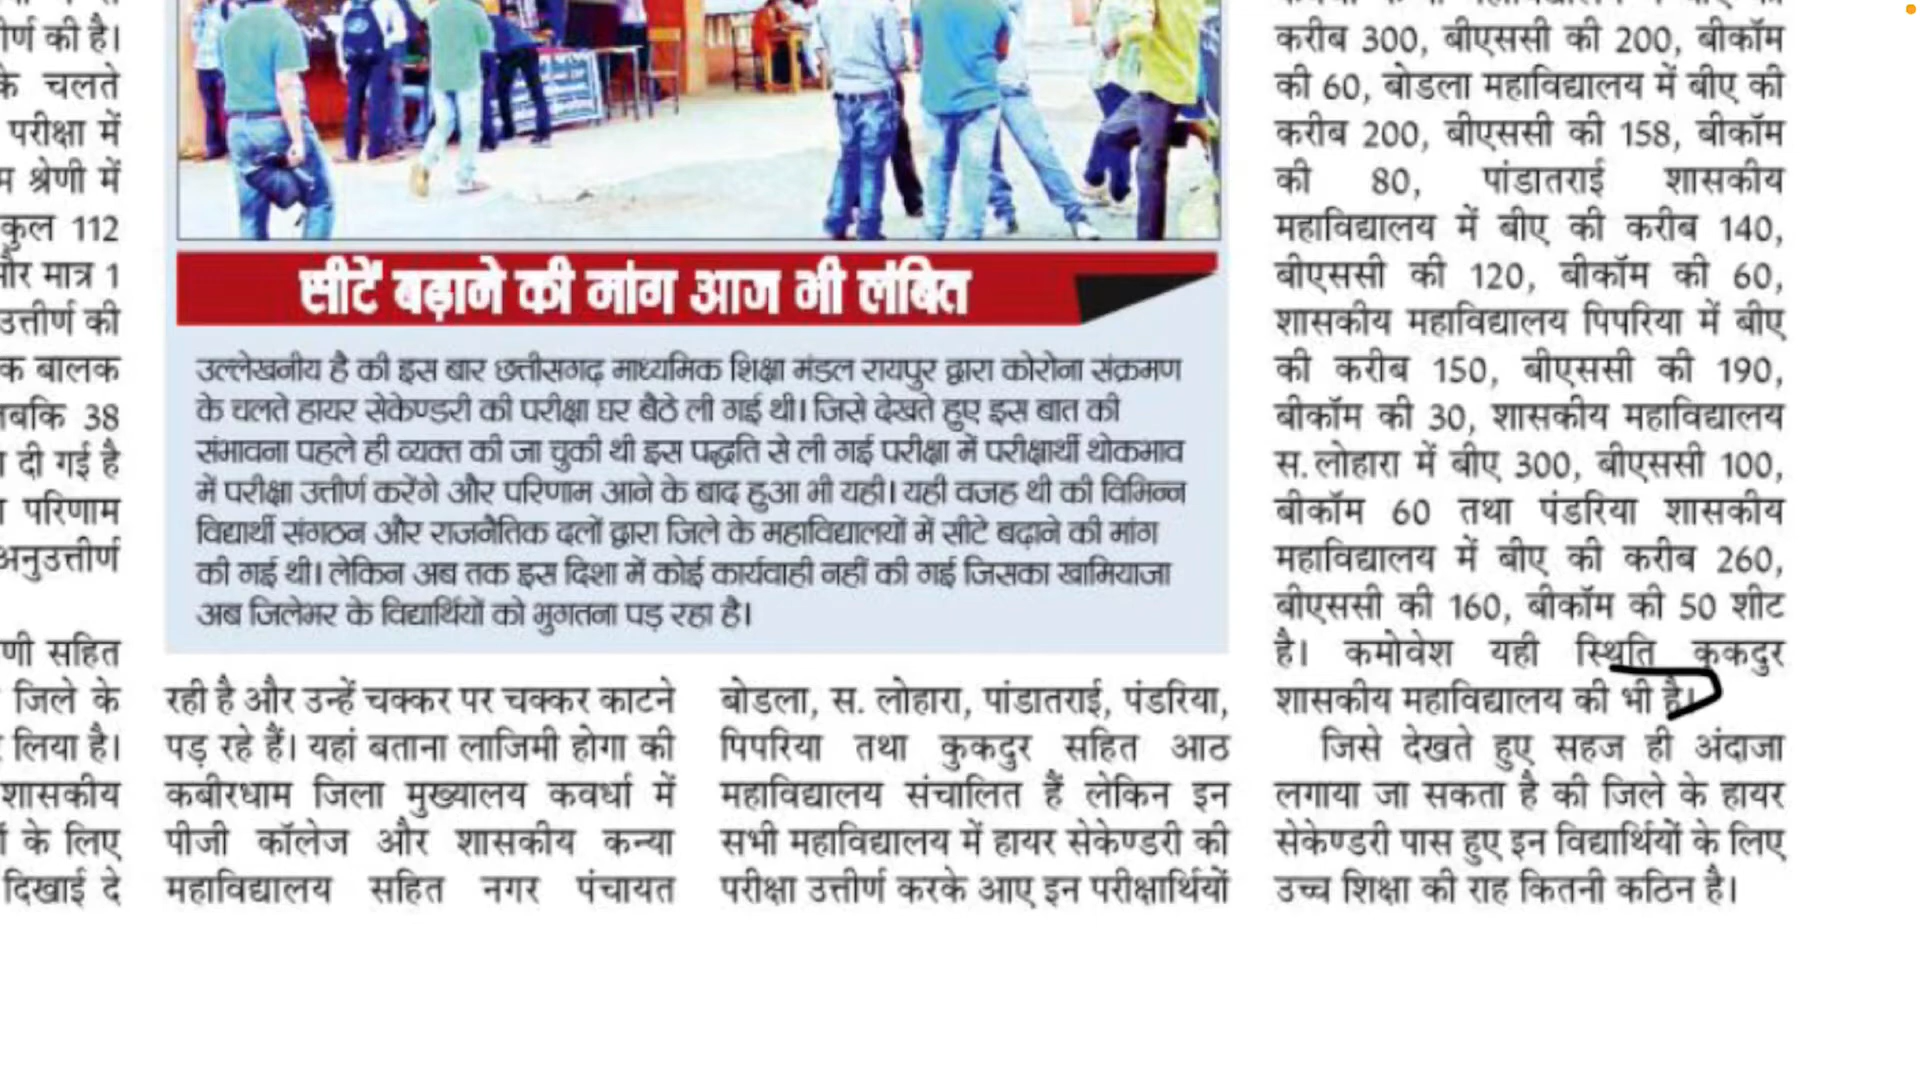 र्ण की है।
के चलते
परीक्षा में
म श्रेणी में
कुल 112
और मात्र 1
उत्तीर्ण की
क बालक
जबकि 38
दी गई है
परिणाम
अनुउत्तीर्ण
णी सहित
जिले के
लिया है।
शासकीय
के लिए
दिखाई दे
सीटें बढ़ाने की मांग आज भी लंबित
उल्लेखनीय है की इस बार छत्तीसगढ़ माध्यमिक शिक्षा मंडल रायपुर द्वारा कोरोना संक्रमण
के चलते हायर सेकेण्डरी की परीक्षा घर बैठे ली गई थी। जिसे देखते हुए इस बात की
संभावना पहले ही व्यक्त की जा चुकी थी इस पद्धति से ली गई परीक्षा में परीक्षार्थी थोकभाव
में परीक्षा उत्तीर्ण करेंगे और परिणाम आने के बाद हुआ भी यही। यही वजह थी की विभिन्न
विद्यार्थी संगठन और राजनैतिक दलों द्वारा जिले के महाविद्यालयों में सीटे बढ़ाने की मांग
की गई थी। लेकिन अब तक इस दिशा में कोई कार्यवाही नहीं की गई जिसका खामियाजा
अब जिलेभर के विद्यार्थियों को भुगतना पड़ रहा है।
रही है और उन्हें चक्कर पर चक्कर काटने
पड़ रहे हैं। यहां बताना लाजिमी होगा की
कबीरधाम जिला मुख्यालय कवर्धा में
पीजी कॉलेज और शासकीय कन्या
महाविद्यालय सहित नगर पंचायत
बोडला, स. लोहारा, पांडातराई, पंडरिया,
पिपरिया तथा कुकदुर सहित आठ
महाविद्यालय संचालित हैं लेकिन इन
सभी महाविद्यालय में हायर सेकेण्डरी की
परीक्षा उत्तीर्ण करके आए इन परीक्षार्थियों
करीब 300, बीएससी की 200, बीकॉम
की 60, बोडला महाविद्यालय में बीए की
करीब 200, बीएससी की 158, बीकॉम
की 80, पांडातराई शासकीय
महाविद्यालय में बीए की करीब 140,
बीएससी की 120, बीकॉम की 60,
शासकीय महाविद्यालय पिपरिया में बीए
की करीब 150, बीएससी की 190,
बीकॉम की 30, शासकीय महाविद्यालय
स. लोहारा में बीए 300, बीएससी 100,
बीकॉम 60 तथा पंडरिया शासकीय
महाविद्यालय में बीए की करीब 260,
बीएससी की 160, बीकॉम की 50 शीट
है। कमोवेश यही स्थिति कुकदुर
शासकीय महाविद्यालय की भी है।
जिसे देखते हुए सहज ही अंदाजा
लगाया जा सकता है की जिले के हायर
सेकेण्डरी पास हुए इन विद्यार्थियों के लिए
उच्च शिक्षा की राह कितनी कठिन है।